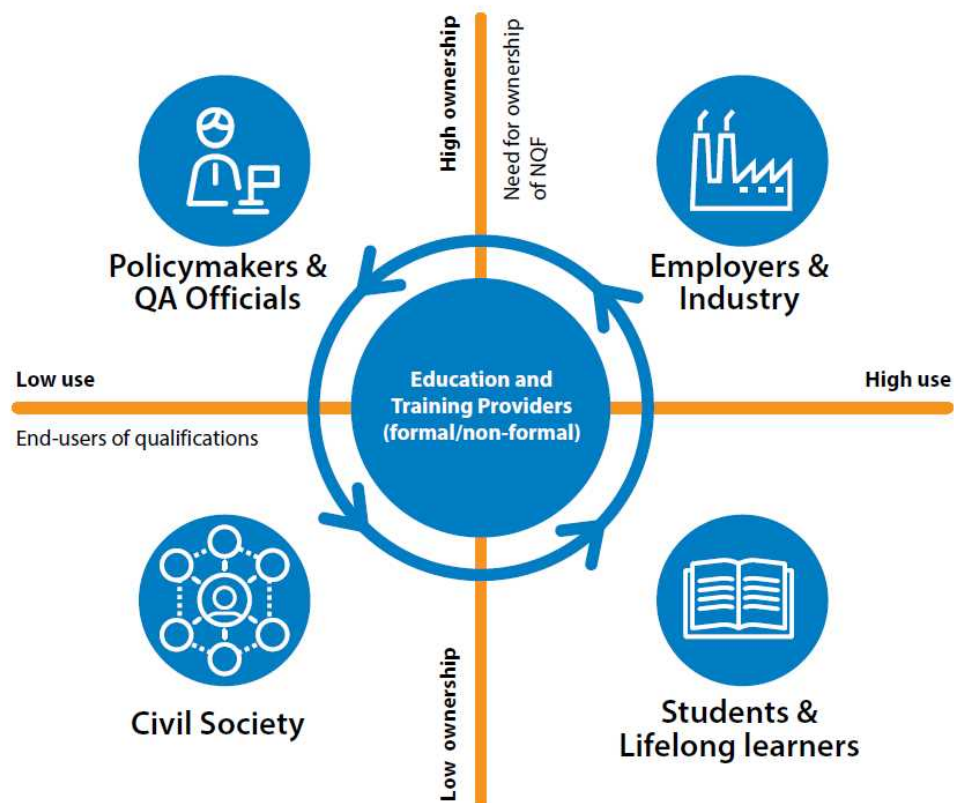 High ownership
Need for ownership
of NQF
Policymakers &
QA Officials
Employers &
Industry
Low use
High use
End-users of qualifications
Education and
Training Providers
(formal/non-formal)
Civil Society
Students &
Lifelong learners
Low ownership